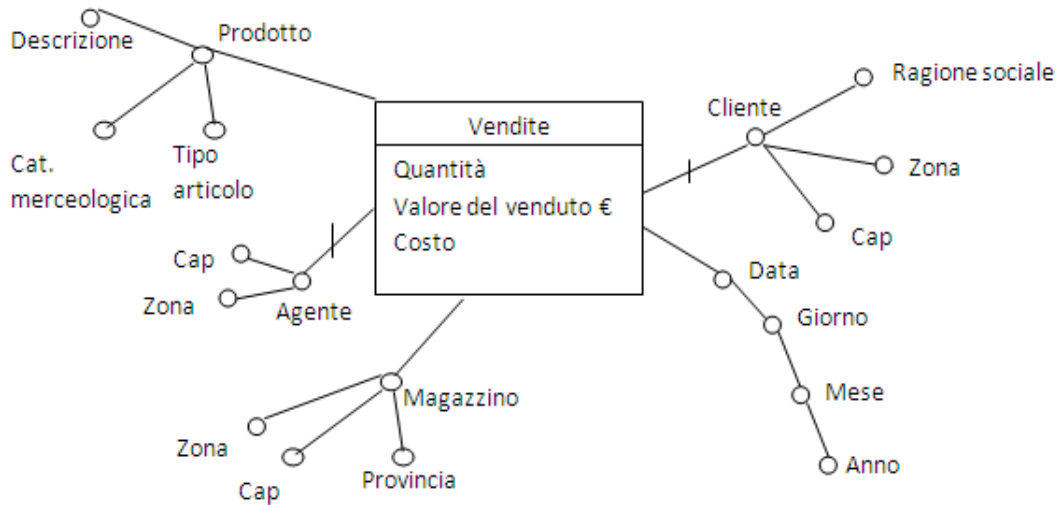 Descrizione
Prodotto
Cat.
merceologica
Tipo
articolo
Vendite
Quantità
Valore del venduto €
Costo
Ragione sociale
Cliente
Zona
Cap
Cap
Zona
Agente
Data
Giorno
Mese
Anno
Magazzino
Zona
Cap
Provincia